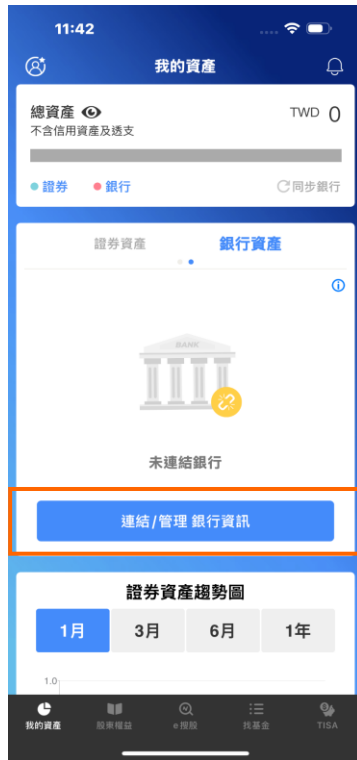 11:42
我的資產
總資產
TWD 0
不含信用資產及透支
證券
銀行
同步銀行
證券資產
銀行資產
BANK
未連結銀行
連結/管理 銀行資訊
證券資產趨勢圖
1月
3月
6月
1年
1.0
我的資產
股東權益
e搜股
找基金
TISA